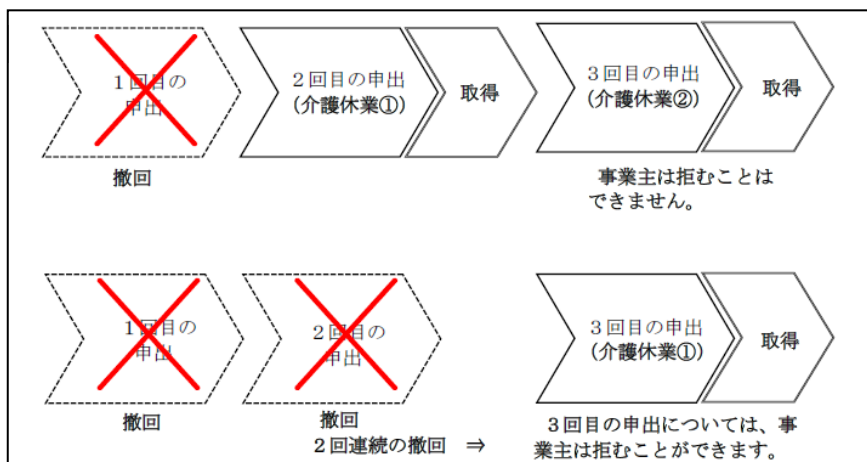 1回目の
申出
2回目の申出
(介護休業①)
取得
3回目の申出
(介護休業②)
取得
撤回
事業主は拒むことは
できません。
1回目の
申出
2回目の
申出
3回目の申出
(介護休業①)
取得
撤回
撤回
2回連続の撤回 ⇒
3回目の申出については、事
業主は拒むことができます。